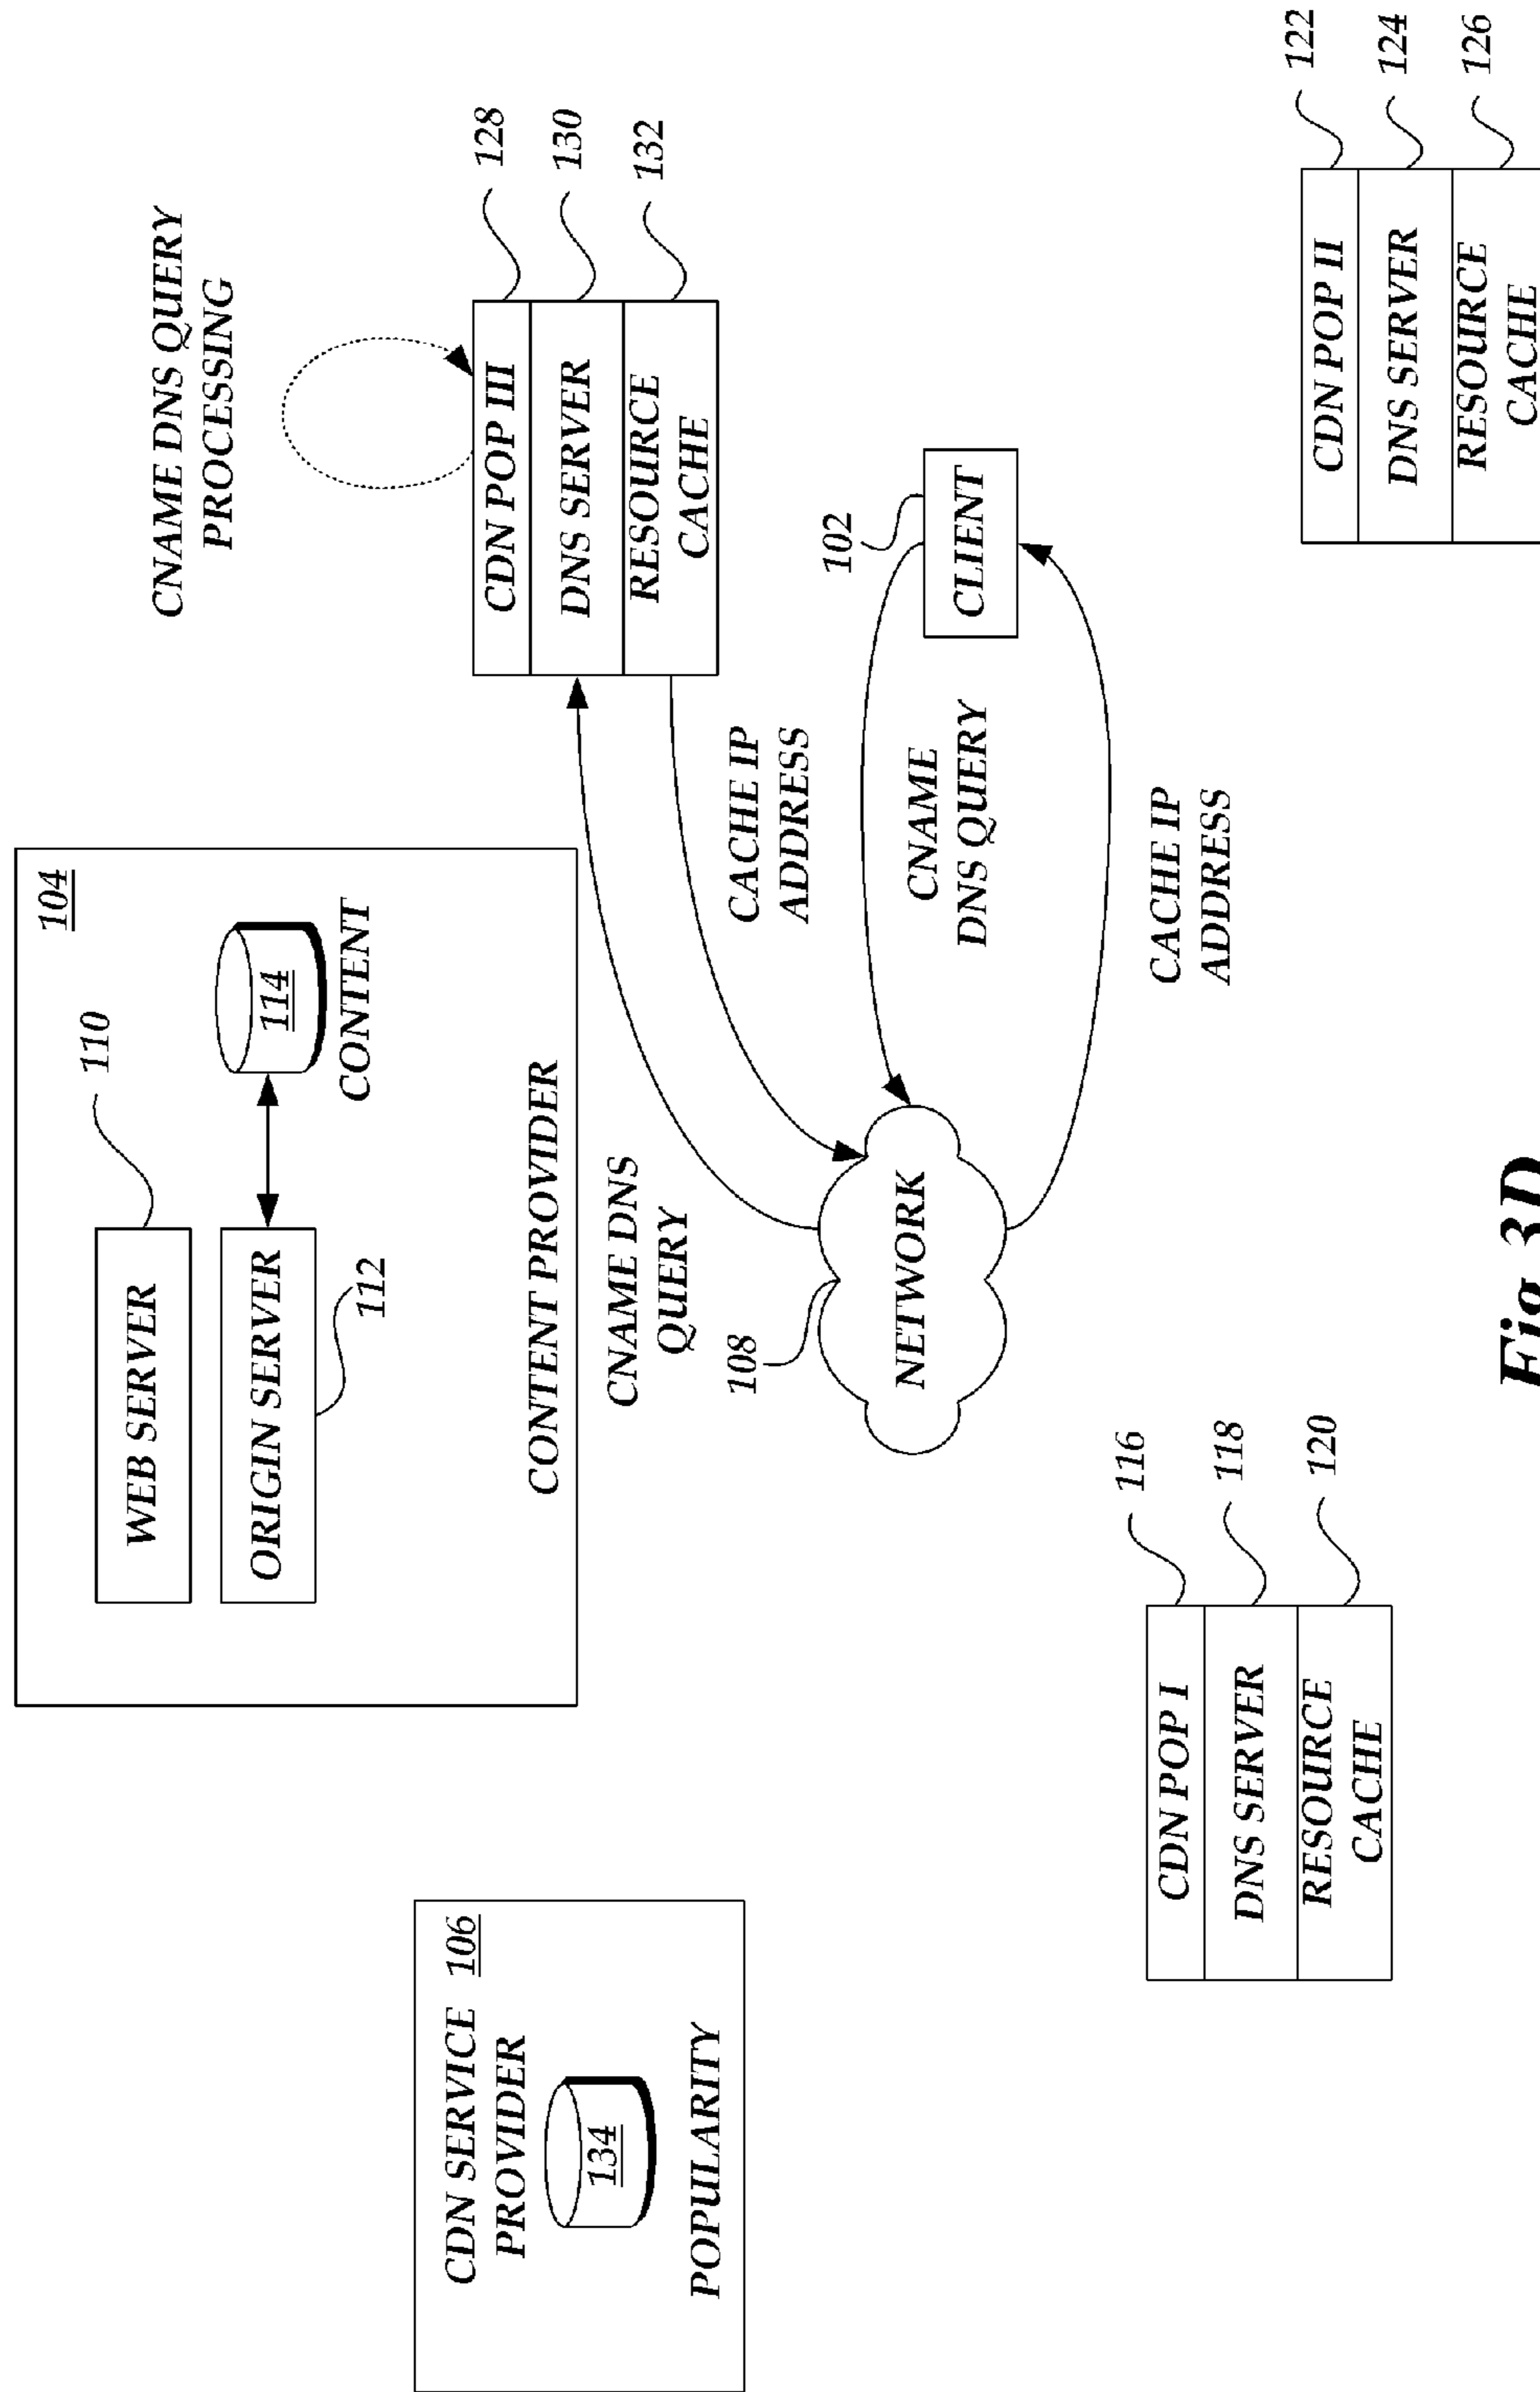 104
110
WEB SERVER
ORIGIN SERVER
112
114
CONTENT
CONTENT PROVIDER
CNAME DNS QUERY
PROCESSING
CDN SERVICE
PROVIDER
106
134
POPULARITY
CDN POP III
DNS SERVER
RESOURCE
CACHE
128
130
132
CNAME DNS
QUERY
CACHE IP
ADDRESS
108
NETWORK
CNAME
DNS QUERY
102
CLIENT
CACHE IP
ADDRESS
CDN POP I
DNS SERVER
RESOURCE
CACHE
116
118
120
CDN POP II
DNS SERVER
RESOURCE
CACHE
122
124
126
Fig.3D